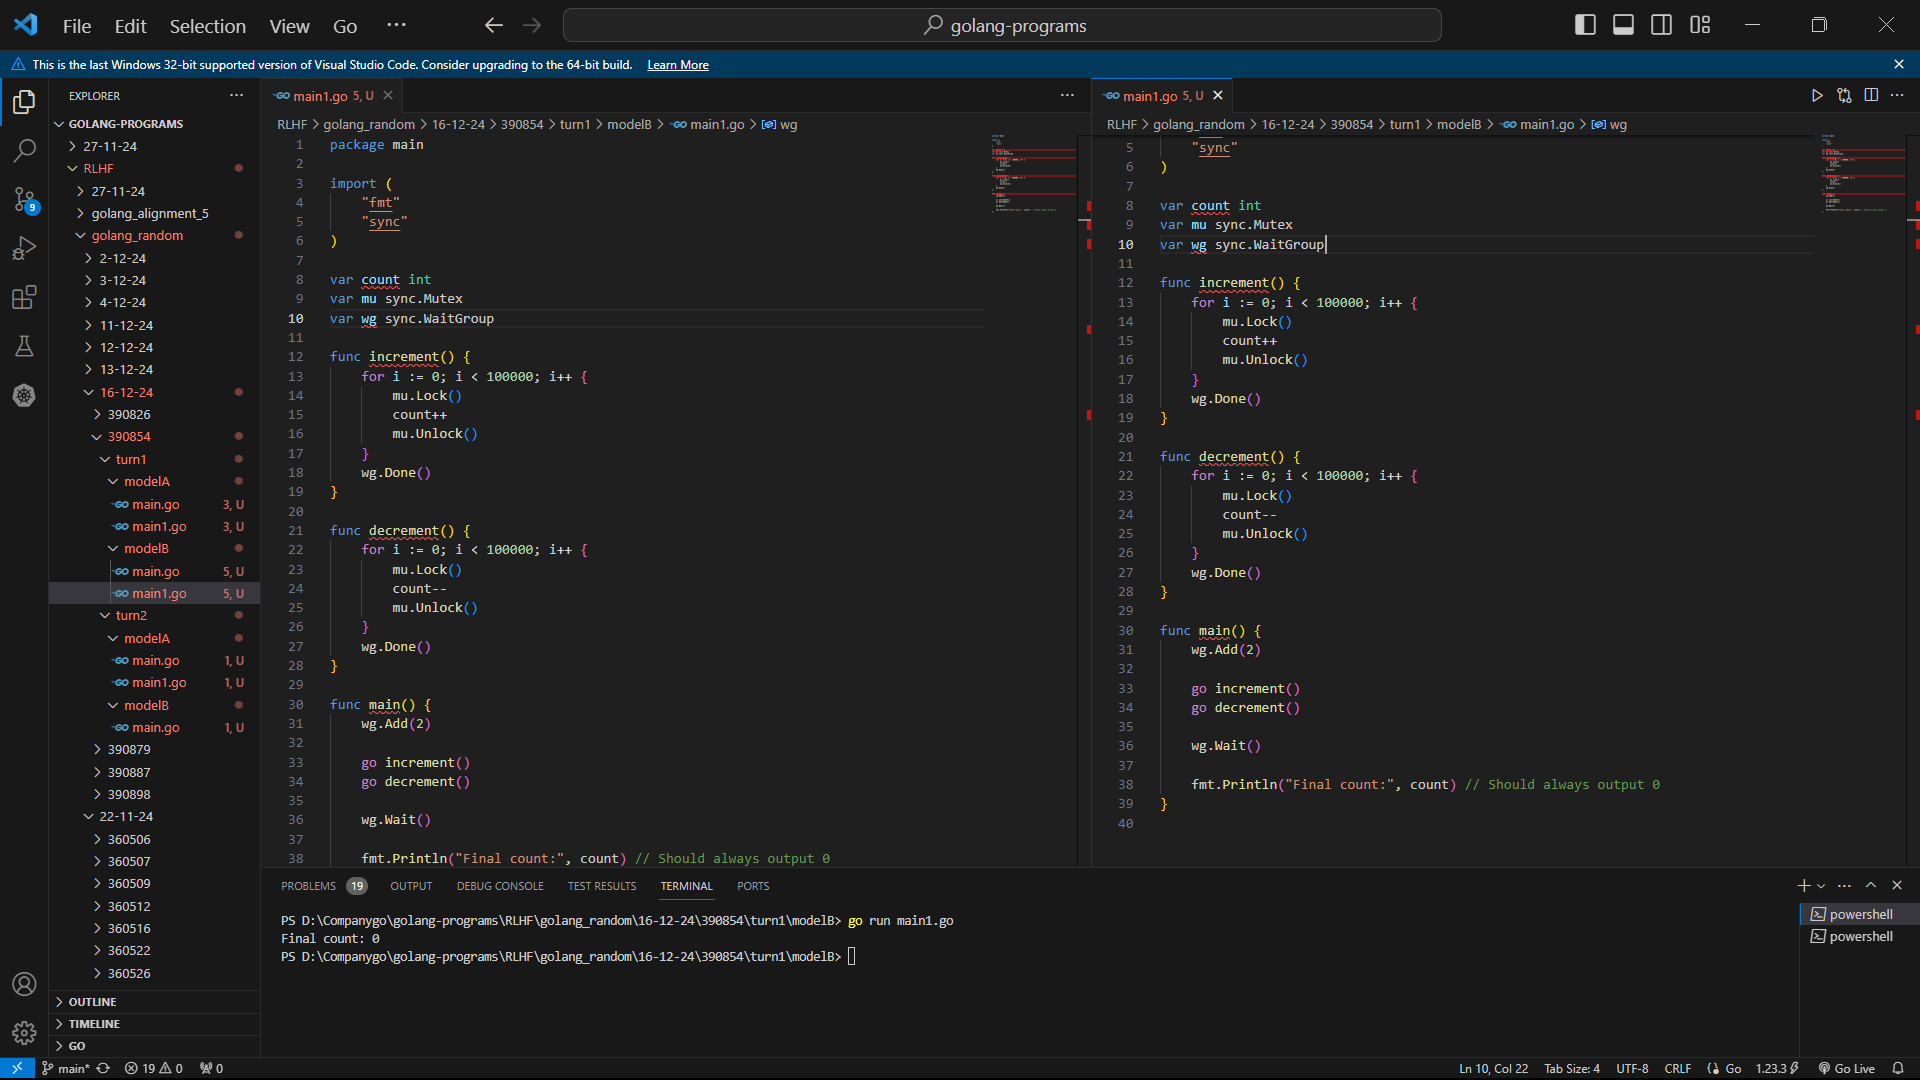 File Edit Selection View Go ··· golang-programs
This is the last Windows 32-bit supported version of Visual Studio Code. Consider upgrading to the 64-bit build. Learn More
EXPLORER
GOLANG-PROGRAMS
27-11-24
RLHF
27-11-24
golang_alignment_5
golang_random
2-12-24
3-12-24
4-12-24
11-12-24
12-12-24
13-12-24
16-12-24
390826
390854
turn1
modelA
main.go 3, U
main1.go 3, U
modelB
main.go 5, U
main1.go 5, U
turn2
modelA
main.go 1, U
main1.go 1, U
modelB
main.go 1, U
390879
390887
390898
22-11-24
360506
360507
360509
360512
360516
360522
360526
OUTLINE
TIMELINE
GO
9
main1.go 5, U
RLHF > golang_random > 16-12-24 > 390854 > turn1 > modelB > main1.go > wg
1 package main
2
3 import (
4 "fmt"
5 "sync"
6 )
7
8 var count int
9 var mu sync.Mutex
10 var wg sync.WaitGroup
11
12 func increment() {
13 for i := 0; i < 100000; i++ {
14 mu.Lock()
15 count++
16 mu.Unlock()
17 }
18 wg.Done()
19 }
20
21 func decrement() {
22 for i := 0; i < 100000; i++ {
23 mu.Lock()
24 count--
25 mu.Unlock()
26 }
27 wg.Done()
28 }
29
30 func main() {
31 wg.Add(2)
32
33 go increment()
34 go decrement()
35
36 wg.Wait()
37
38 fmt.Println("Final count:", count) // Should always output 0
main1.go 5, U
RLHF > golang_random > 16-12-24 > 390854 > turn1 > modelB > main1.go > wg
5 "sync"
6 )
7
8 var count int
9 var mu sync.Mutex
10 var wg sync.WaitGroup
11
12 func increment() {
13 for i := 0; i < 100000; i++ {
14 mu.Lock()
15 count++
16 mu.Unlock()
17 }
18 wg.Done()
19 }
20
21 func decrement() {
22 for i := 0; i < 100000; i++ {
23 mu.Lock()
24 count--
25 mu.Unlock()
26 }
27 wg.Done()
28 }
29
30 func main() {
31 wg.Add(2)
32
33 go increment()
34 go decrement()
35
36 wg.Wait()
37
38 fmt.Println("Final count:", count) // Should always output 0
39 }
40
PROBLEMS 19 OUTPUT DEBUG CONSOLE TEST RESULTS TERMINAL PORTS
PS D:\Companygo\golang-programs\RLHF\golang_random\16-12-24\390854\turn1\modelB> go run main1.go
Final count: 0
PS D:\Companygo\golang-programs\RLHF\golang_random\16-12-24\390854\turn1\modelB>
powershell
powershell
main* 19 0 0 Ln 10, Col 22 Tab Size: 4 UTF-8 CRLF Go 1.23.3 Go Live